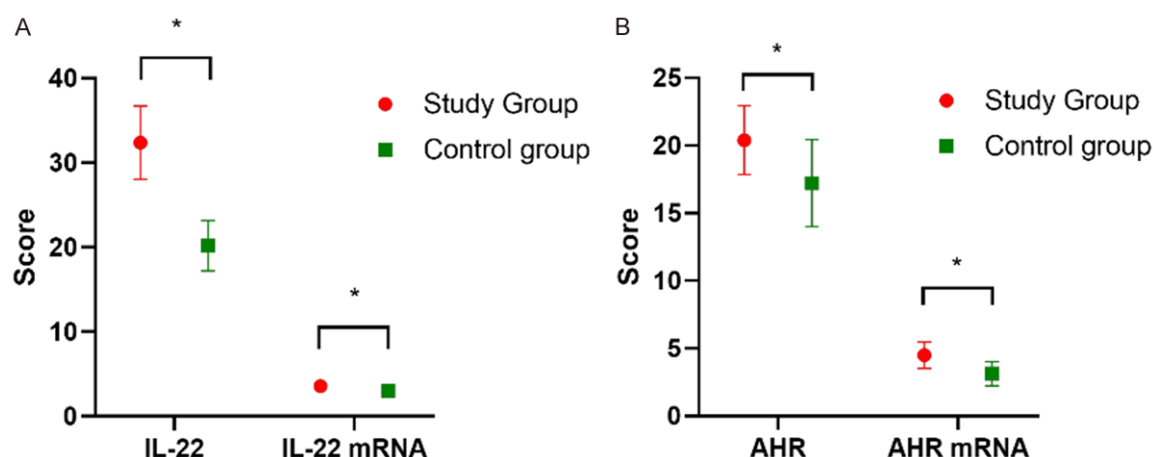 A
*
40
30
20
10
0
Score
*
Study Group
Control group
IL-22
IL-22 mRNA
B
*
25
20
15
10
5
0
Score
*
Study Group
Control group
AHR
AHR mRNA